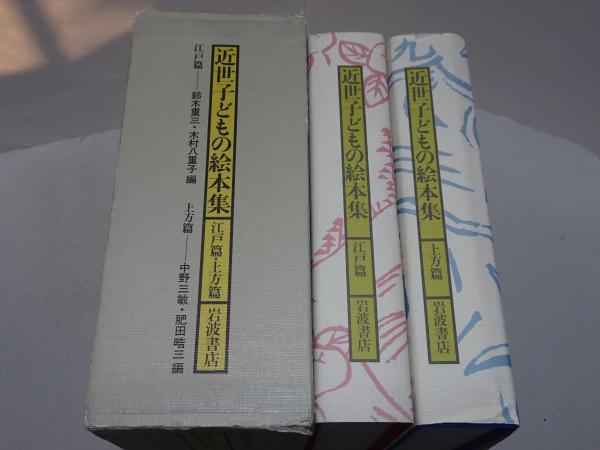 近世子どもの絵本集 江戸篇・上方篇 岩波書店
江戸篇──鈴木重三・木村八重子 編
上方篇──中野三敏・肥田晧三 編
近世子どもの絵本集 江戸篇 岩波書店
近世子どもの絵本集 上方篇 岩波書店